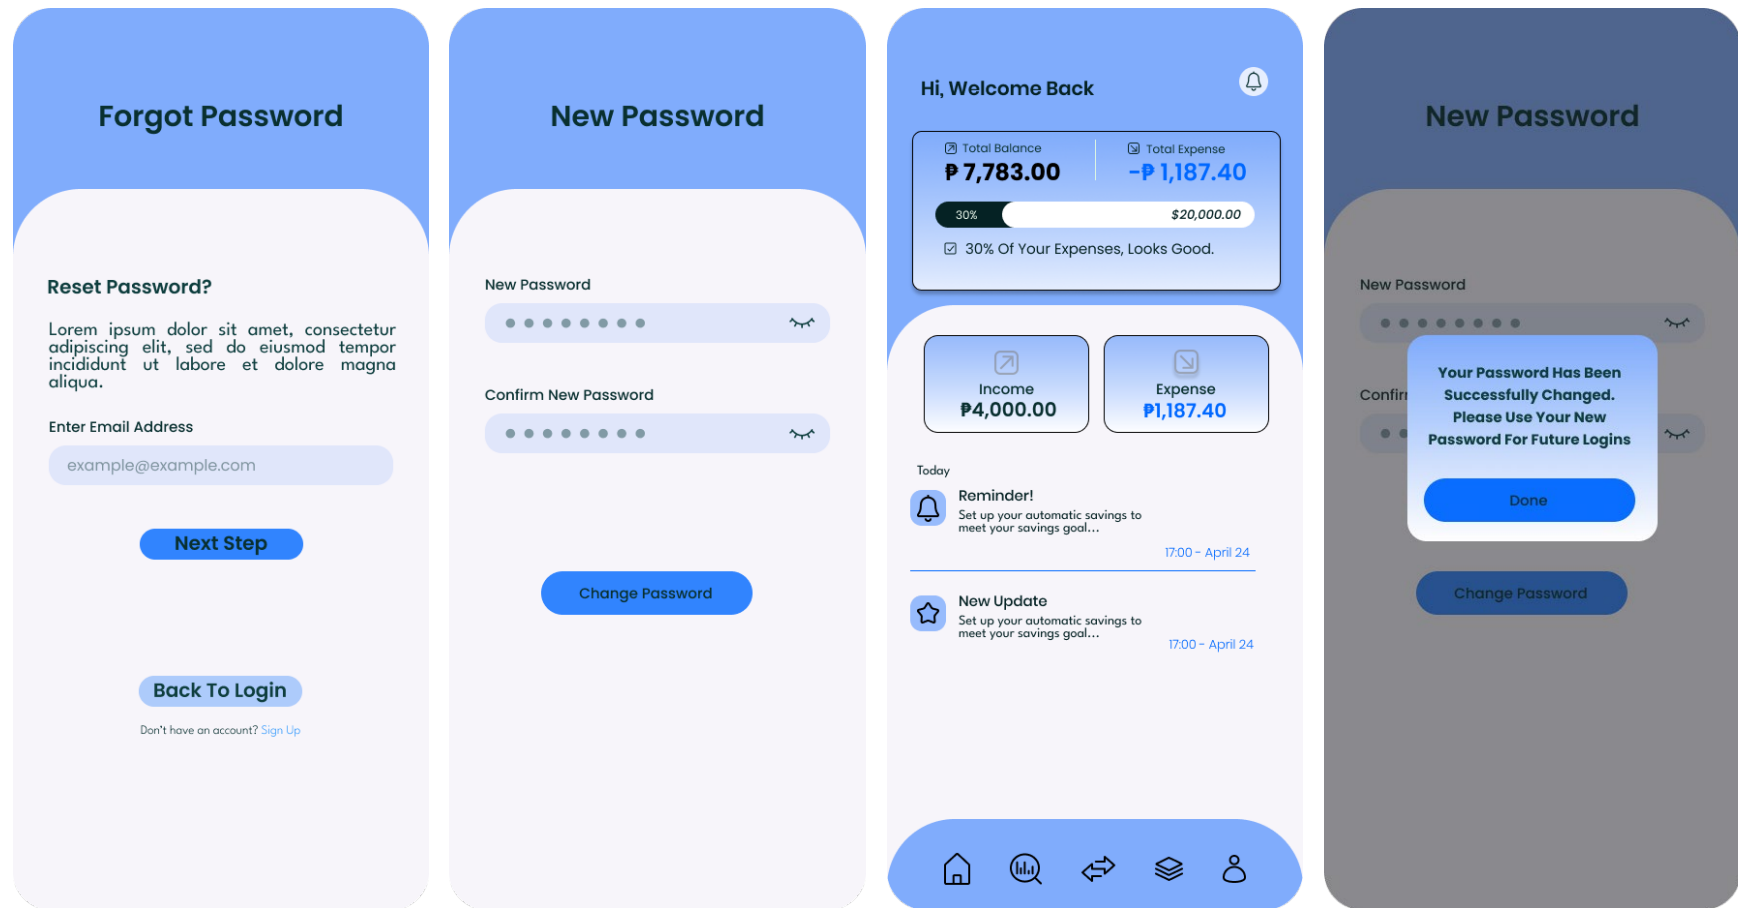 Forgot Password
Reset Password?
Lorem ipsum dolor sit amet, consectetur
adipiscing elit, sed do eiusmod tempor
incididunt ut labore et dolore magna
aliqua.
Enter Email Address
example@example.com
Next Step
Back To Login
Don't have an account? Sign Up
New Password
New Password
Confirm New Password
Change Password
Hi, Welcome Back
Total Balance
₱ 7,783.00
Total Expense
-₱ 1,187.40
30%
$20,000.00
30% Of Your Expenses, Looks Good.
Income
₱4,000.00
Expense
₱1,187.40
Today
Reminder!
Set up your automatic savings to
meet your savings goal...
17:00 - April 24
New Update
Set up your automatic savings to
meet your savings goal...
17:00 - April 24
New Password
New Password
Confir
Your Password Has Been
Successfully Changed.
Please Use Your New
Password For Future Logins
Done
Change Password